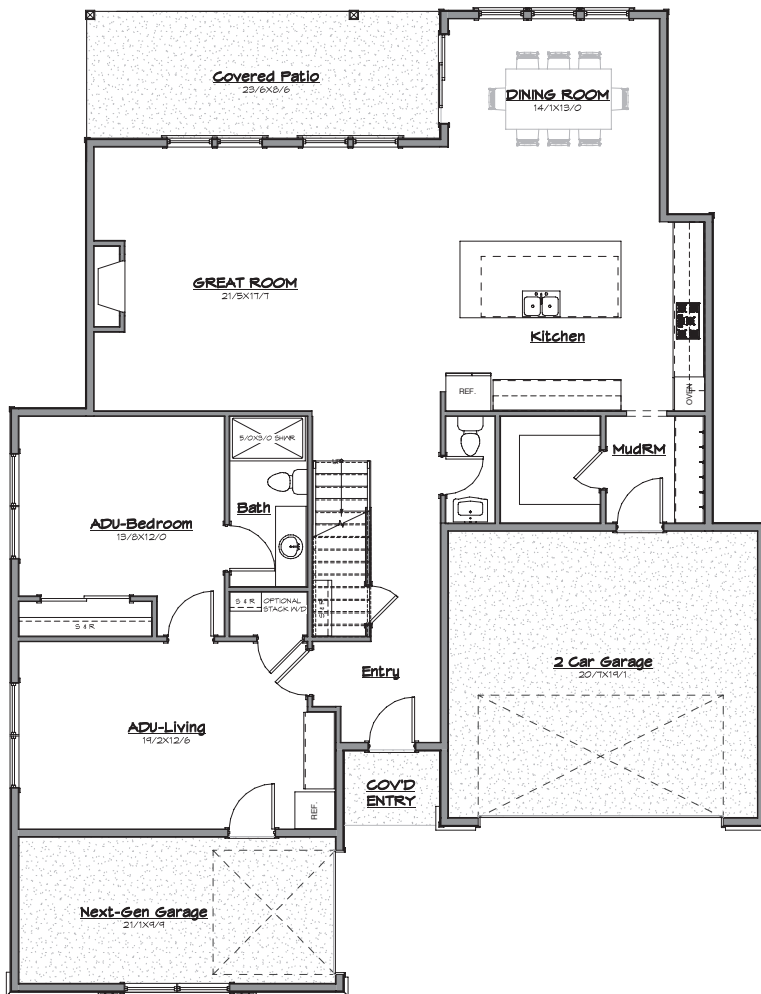 Covered Patio
23/6X8/6
DINING ROOM
14/1X13/0
GREAT ROOM
21/5X17/7
Kitchen
REF.
OVEN
5/0X3/0 SHWR
MudRM
Bath
ADU-Bedroom
13/8X12/0
S & R
OPTIONAL
STACK W/D
S & R
S & R
Entry
2 Car Garage
20/7X19/1
ADU-Living
19/2X12/6
COV'D
ENTRY
REF.
Next-Gen Garage
21/1X9/9